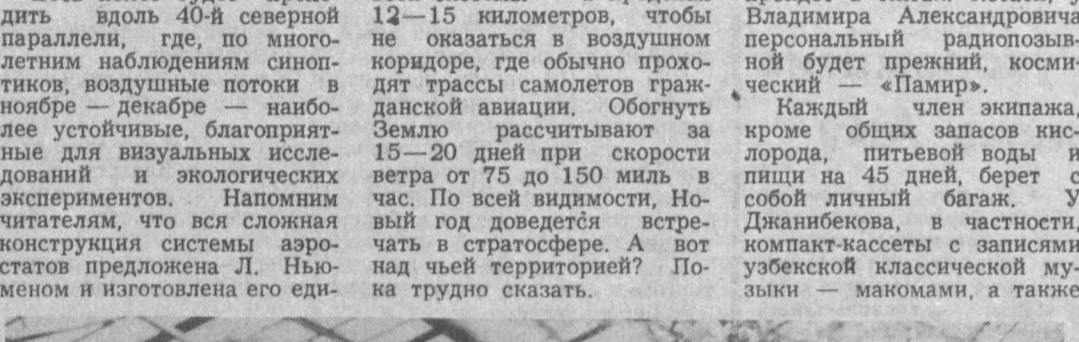 дить вдоль 40-й северной
параллели, где, по много-
летним наблюдениям синоп-
тиков, воздушные потоки в
ноябре — декабре — наибо-
лее устойчивые, благоприят-
ные для визуальных иссле-
дований и экологических
экспериментов. Напомним
читателям, что вся сложная
конструкция системы аэро-
статов предложена Л. Нью-
меном и изготовлена его еди-
12—15 километров, чтобы
не оказаться в воздушном
коридоре, где обычно прохо-
дят трассы самолетов граж-
данской авиации. Обогнуть
Землю рассчитывают за
15—20 дней при скорости
ветра от 75 до 150 миль в
час. По всей видимости, Но-
вый год доведется встре-
чать в стратосфере. А вот
над чьей территорией? По-
ка трудно сказать.
Владимира Александровича
персональный радиопозыв-
ной будет прежний, косми-
ческий — «Памир».
Каждый член экипажа,
кроме общих запасов кис-
лорода, питьевой воды и
пищи на 45 дней, берет с
собой личный багаж. У
Джанибекова, в частности,
компакт-кассеты с записями
узбекской классической му-
зыки — макомами, а также